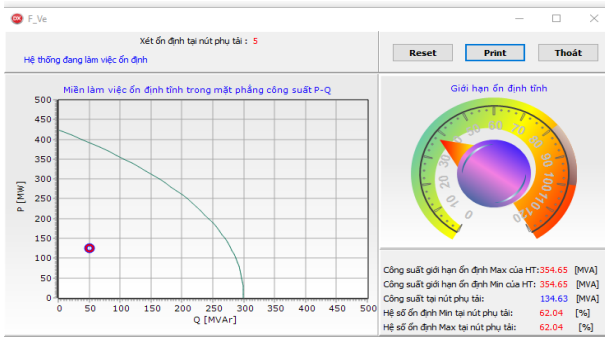 F_Ve
Xét ổn định tại nút phụ tải : 5
Hệ thống đang làm việc ổn định
Reset
Print
Thoát
Miền làm việc ổn định tĩnh trong mặt phẳng công suất P-Q
P [MW]
500
450
400
350
300
250
200
150
100
50
0
0 50 100 150 200 250 300 350 400 450 500
Q [MVAr]
Giới hạn ổn định tĩnh
0 10 20 30 40 50 60 70 80 90 100 110 120
Công suất giới hạn ổn định Max của HT: 354.65 [MVA]
Công suất giới hạn ổn định Min của HT: 354.65 [MVA]
Công suất tại nút phụ tải: 134.63 [MVA]
Hệ số ổn định Min tại nút phụ tải: 62.04 [%]
Hệ số ổn định Max tại nút phụ tải: 62.04 [%]